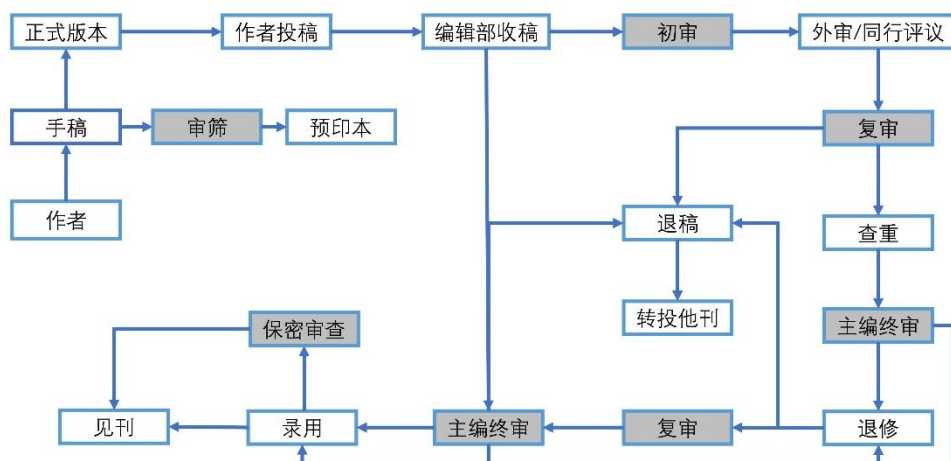 正式版本
作者投稿
编辑部收稿
初审
外审/同行评议
手稿
审筛
预印本
复审
作者
退稿
查重
保密审查
转投他刊
主编终审
见刊
录用
主编终审
复审
退修